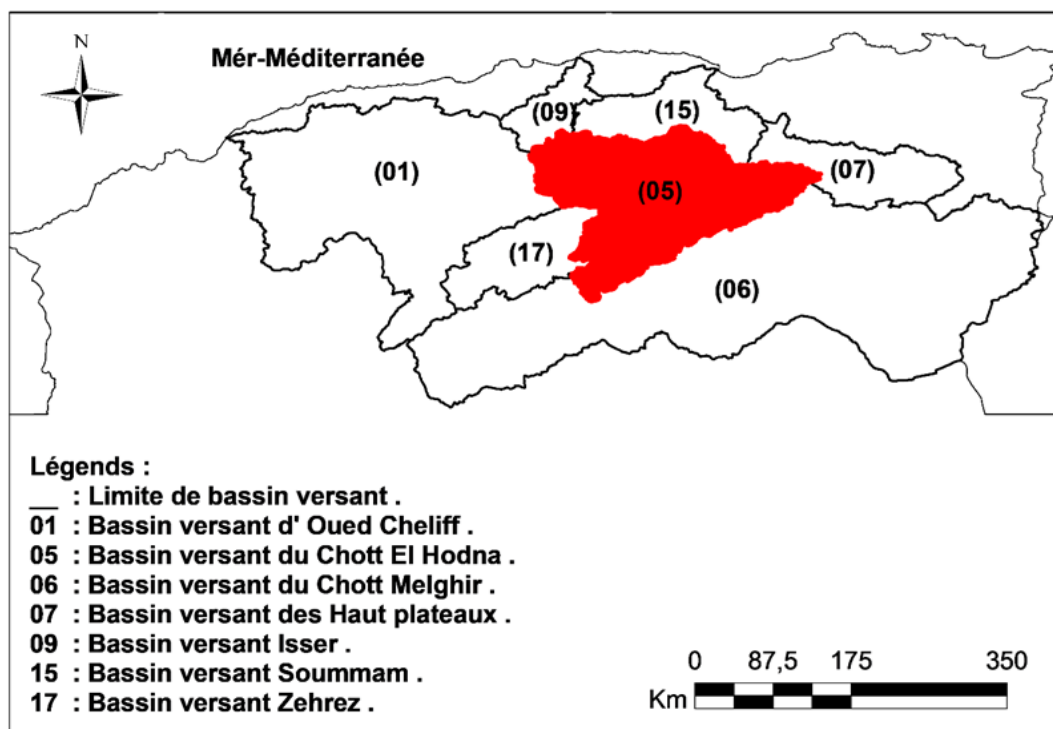 N
Mér-Méditerranée
(09)
(15)
(01)
(07)
(05)
(17)
(06)
Légends :
__ : Limite de bassin versant .
01 : Bassin versant d' Oued Cheliff .
05 : Bassin versant du Chott El Hodna .
06 : Bassin versant du Chott Melghir .
07 : Bassin versant des Haut plateaux .
09 : Bassin versant Isser .
15 : Bassin versant Soummam .
17 : Bassin versant Zehrez .
0 87,5 175 350
Km